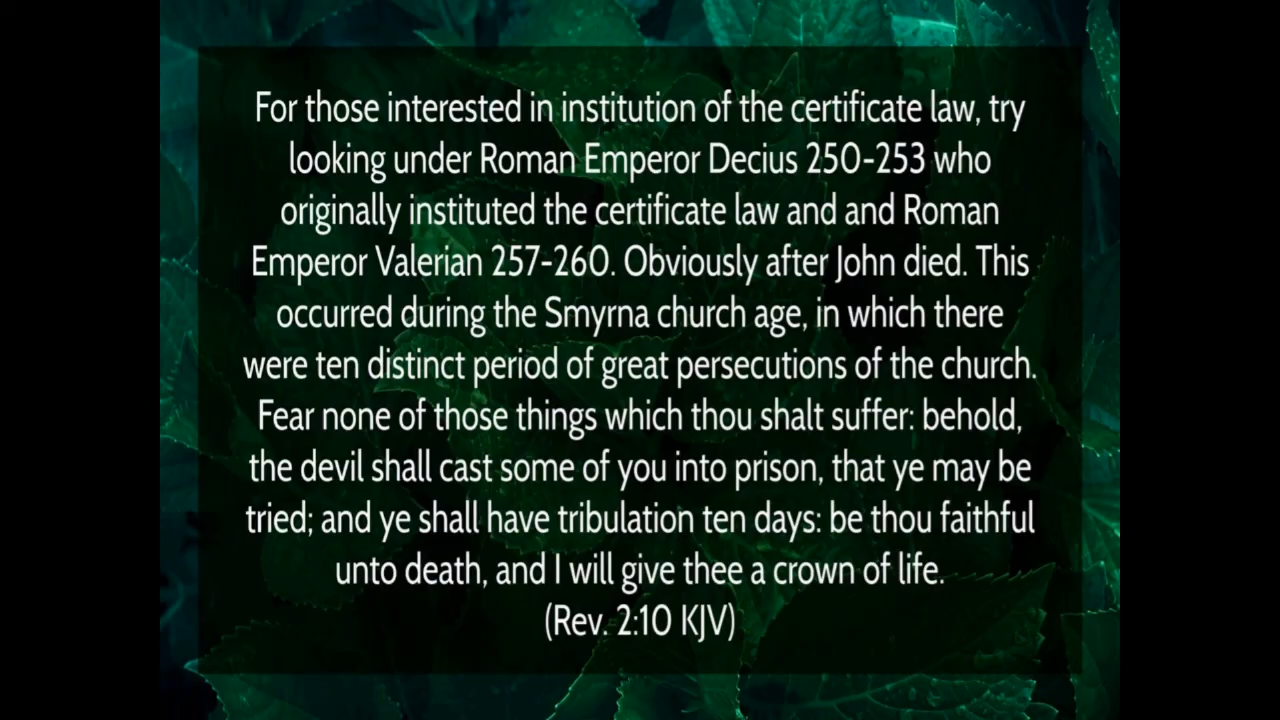 For those interested in institution of the certificate law, try
looking under Roman Emperor Decius 250-253 who
originally instituted the certificate law and and Roman
Emperor Valerian 257-260. Obviously after John died. This
occurred during the Smyrna church age, in which there
were ten distinct period of great persecutions of the church.
Fear none of those things which thou shalt suffer: behold,
the devil shall cast some of you into prison, that ye may be
tried; and ye shall have tribulation ten days: be thou faithful
unto death, and I will give thee a crown of life.
(Rev. 2:10 KJV)